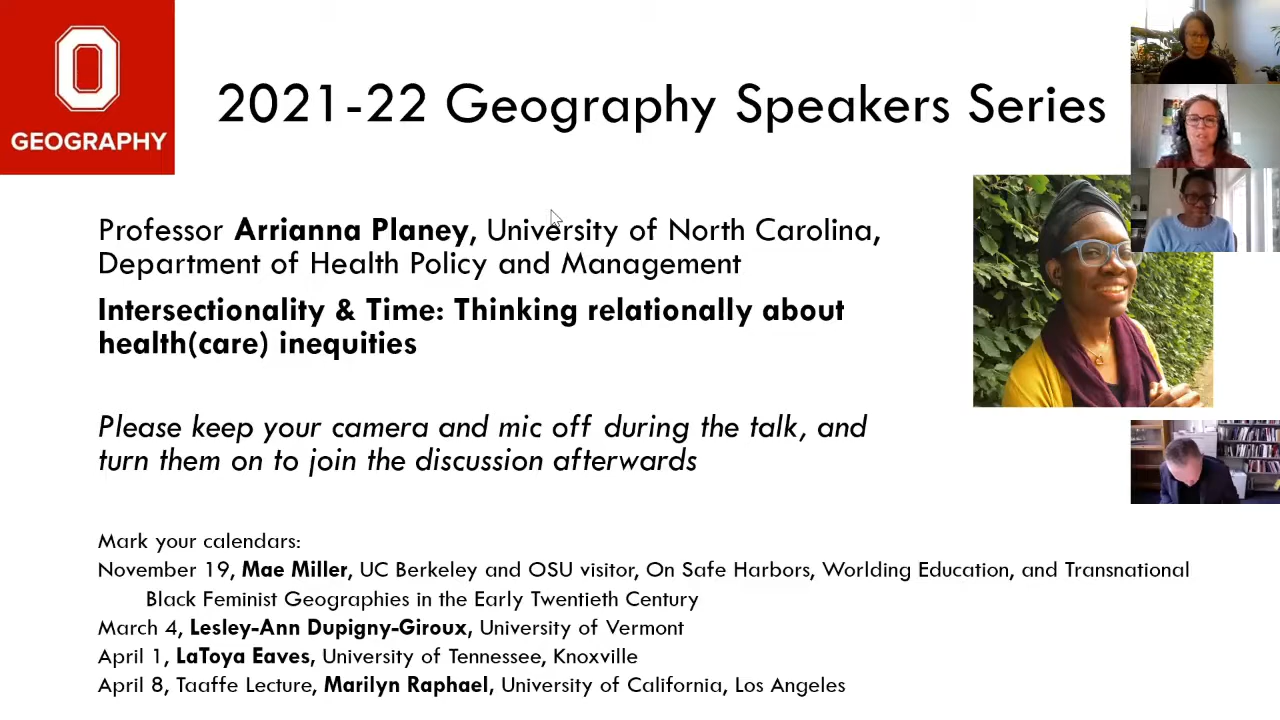 GEOGRAPHY
2021-22 Geography Speakers Series
Professor Arrianna Planey, University of North Carolina,
Department of Health Policy and Management
Intersectionality & Time: Thinking relationally about
health(care) inequities
Please keep your camera and mic off during the talk, and
turn them on to join the discussion afterwards
Mark your calendars:
November 19, Mae Miller, UC Berkeley and OSU visitor, On Safe Harbors, Worlding Education, and Transnational
Black Feminist Geographies in the Early Twentieth Century
March 4, Lesley-Ann Dupigny-Giroux, University of Vermont
April 1, LaToya Eaves, University of Tennessee, Knoxville
April 8, Taaffe Lecture, Marilyn Raphael, University of California, Los Angeles